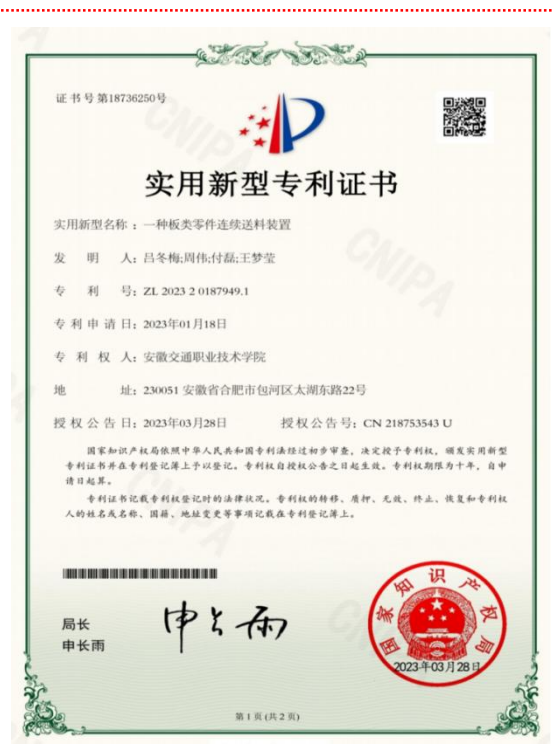 证书号第18736250号
实用新型专利证书
实用新型名称：一种板类零件连续送料装置
发明人：吕冬梅;周伟;付磊;王梦莹
专利号：ZL 2023 2 0187949.1
专利申请日：2023年01月18日
专利权人：安徽交通职业技术学院
地址：230051 安徽省合肥市包河区太湖东路22号
授权公告日：2023年03月28日 授权公告号：CN 218753543 U
国家知识产权局依照中华人民共和国专利法经过初步审查，决定授予专利权，颁发实用新型
专利证书并在专利登记簿上予以登记。专利权自授权公告之日起生效。专利权期限为十年，自申
请日起算。
专利证书记载专利权登记时的法律状况。专利权的转移、质押、无效、终止、恢复和专利权
人的姓名或名称、国籍、地址变更等事项记载在专利登记簿上。
局长
申长雨
申长雨
国家知识产权局
2023年03月28日
第1页(共2页)
CNIPA
CNIPA
CNIPA
CNIPA